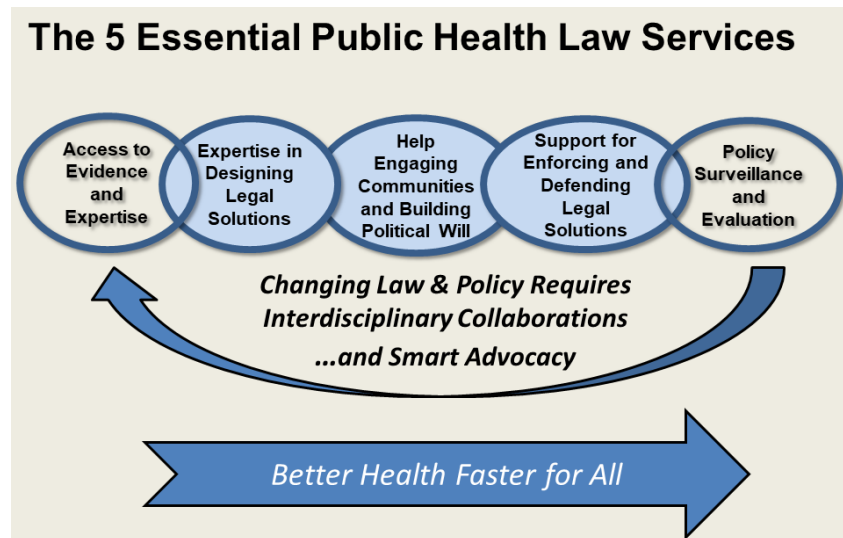 The 5 Essential Public Health Law Services
Access to
Evidence
and
Expertise
Expertise in
Designing
Legal
Solutions
Help
Engaging
Communities
and Building
Political Will
Support for
Enforcing and
Defending
Legal
Solutions
Policy
Surveillance
and
Evaluation
Changing Law & Policy Requires
Interdisciplinary Collaborations
...and Smart Advocacy
Better Health Faster for All